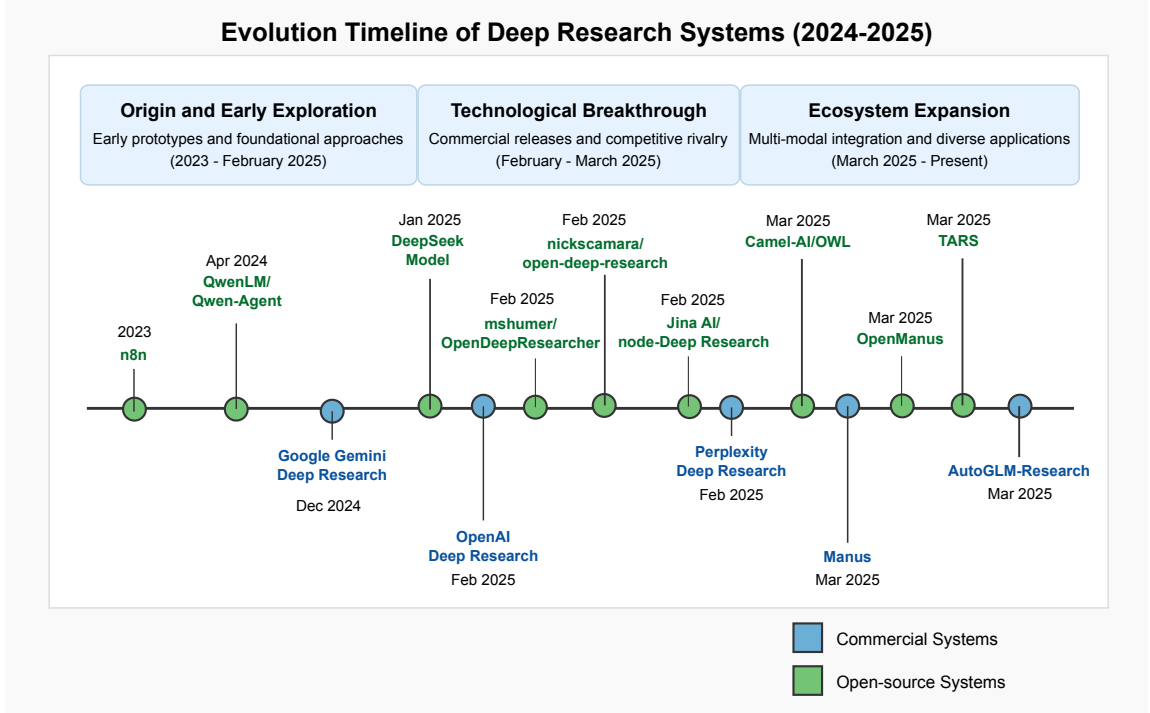 Evolution Timeline of Deep Research Systems (2024-2025)
Origin and Early Exploration
Early prototypes and foundational approaches
(2023 - February 2025)
Technological Breakthrough
Commercial releases and competitive rivalry
(February - March 2025)
Ecosystem Expansion
Multi-modal integration and diverse applications
(March 2025 - Present)
2023
n8n
Apr 2024
QwenLM/
Qwen-Agent
Google Gemini
Deep Research
Dec 2024
Jan 2025
DeepSeek
Model
OpenAI
Deep Research
Feb 2025
Feb 2025
mshumer/
OpenDeepResearcher
Feb 2025
nickscamara/
open-deep-research
Feb 2025
Jina AI/
node-Deep Research
Perplexity
Deep Research
Feb 2025
Mar 2025
Camel-AI/OWL
Manus
Mar 2025
Mar 2025
OpenManus
Mar 2025
TARS
AutoGLM-Research
Mar 2025
Commercial Systems
Open-source Systems